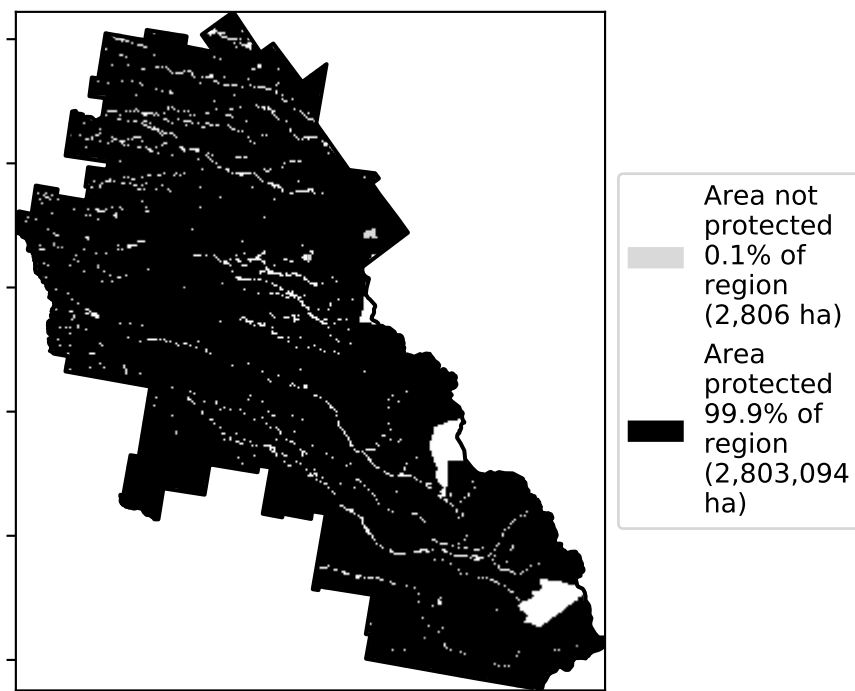 Area not
protected
0.1% of
region
(2,806 ha)
Area
protected
99.9% of
region
(2,803,094
ha)